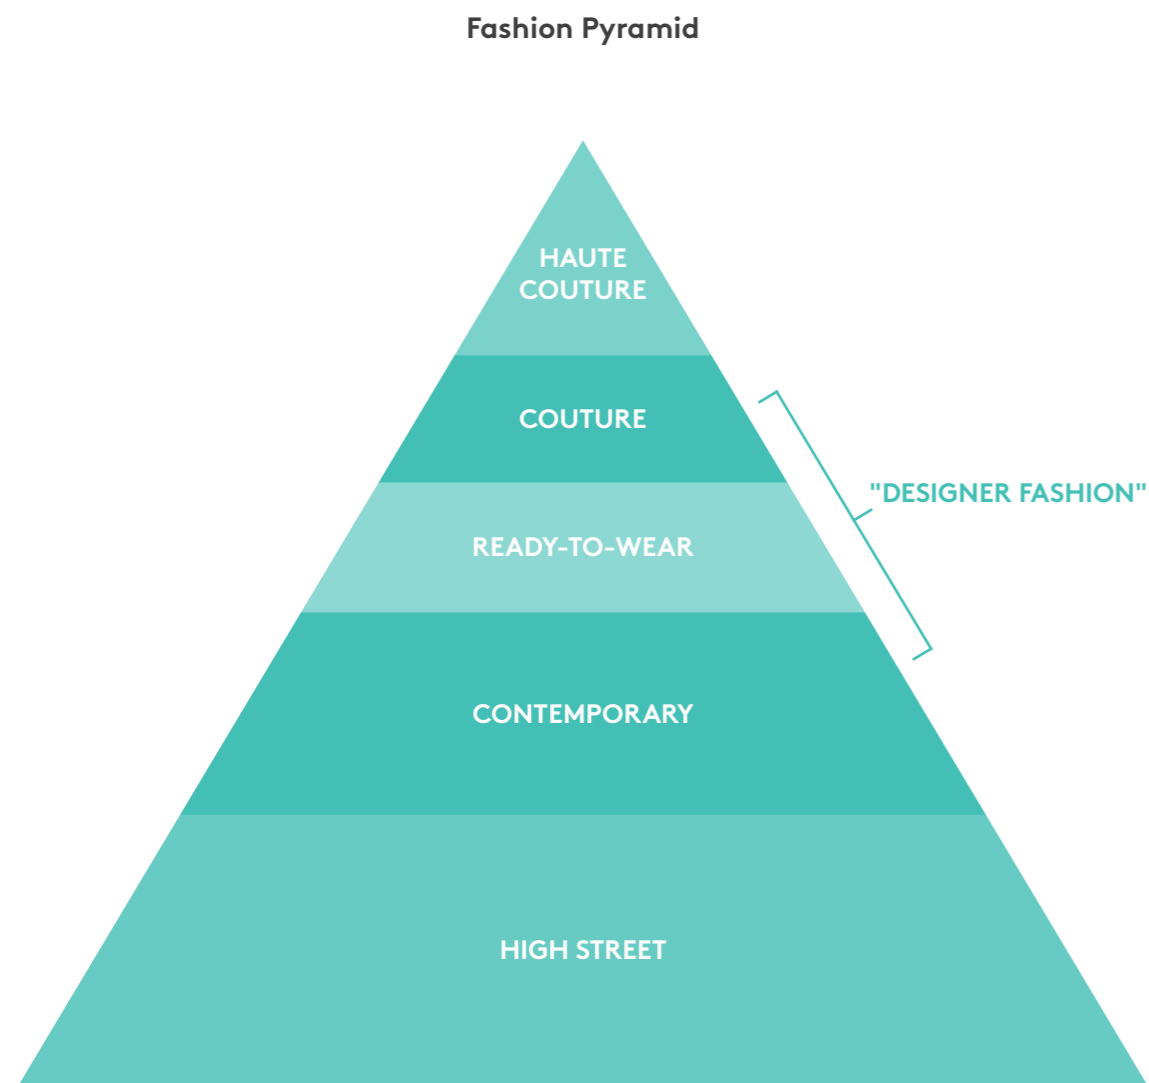 Fashion Pyramid
HAUTE
COUTURE
COUTURE
"DESIGNER FASHION"
READY-TO-WEAR
CONTEMPORARY
HIGH STREET